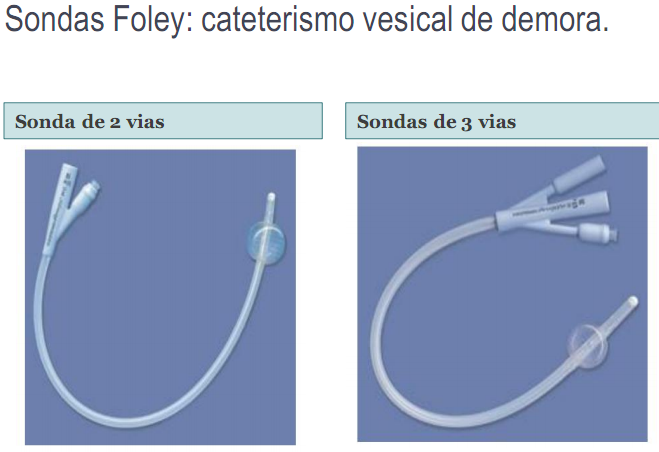 Sondas Foley: cateterismo vesical de demora.
Sonda de 2 vias
Sondas de 3 vias